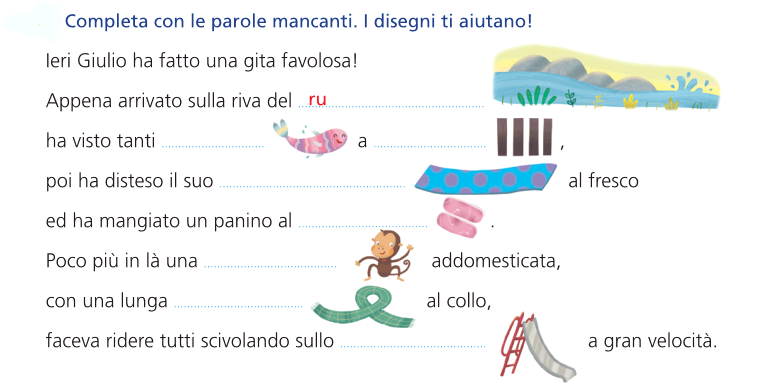 Completa con le parole mancanti. I disegni ti aiutano!
Ieri Giulio ha fatto una gita favolosa!
Appena arrivato sulla riva del ru
ha visto tanti ........ a ........ ,
poi ha disteso il suo ........ al fresco
ed ha mangiato un panino al ........ .
Poco più in là una ........ addomesticata,
con una lunga ........ al collo,
faceva ridere tutti scivolando sullo ........ a gran velocità.